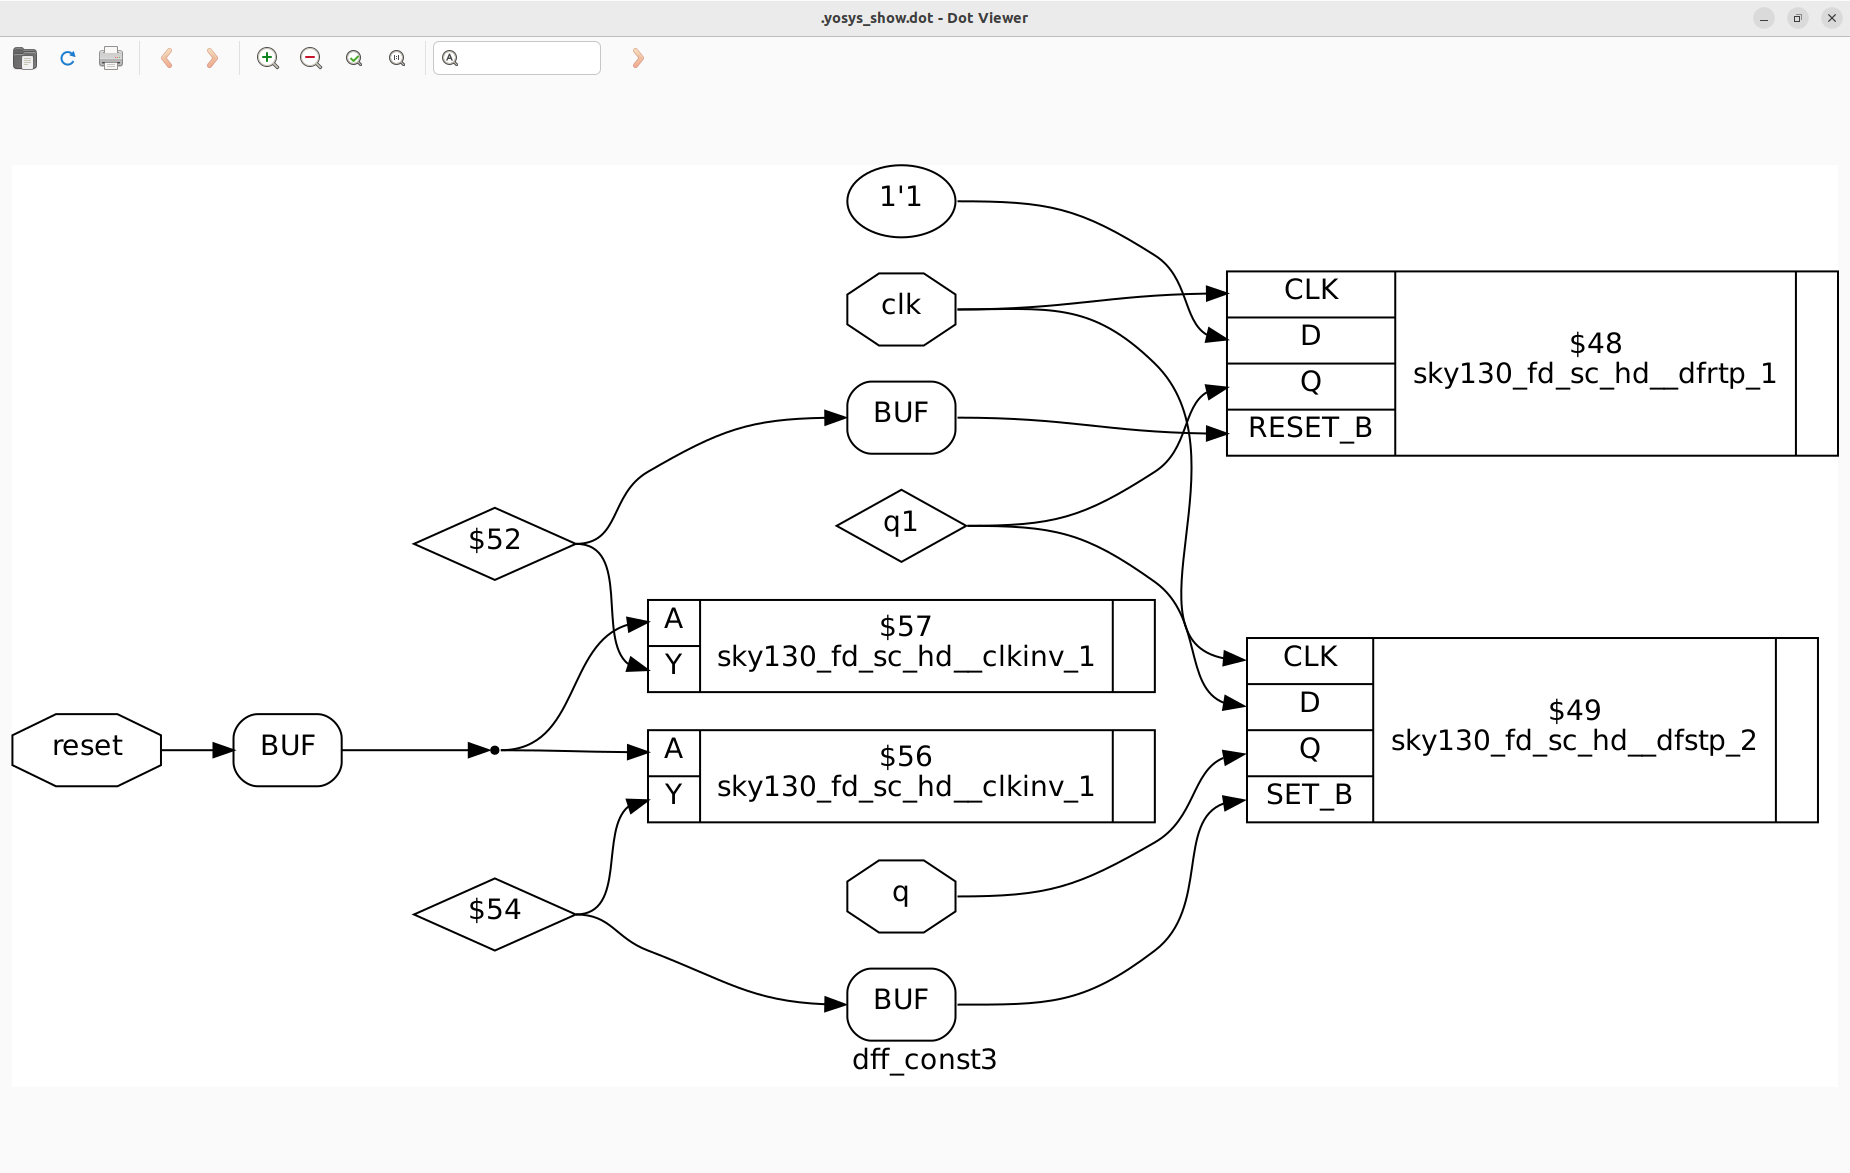 .yosys_show.dot - Dot Viewer
1'1
clk
CLK
D
Q
RESET_B
$48
sky130_fd_sc_hd__dfrtp_1
BUF
$52
q1
A
Y
$57
sky130_fd_sc_hd__clkinv_1
CLK
D
Q
SET_B
$49
sky130_fd_sc_hd__dfstp_2
reset
BUF
A
Y
$56
sky130_fd_sc_hd__clkinv_1
$54
q
BUF
dff_const3